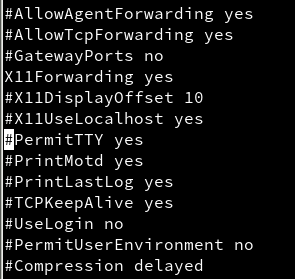 #AllowAgentForwarding yes
#AllowTcpForwarding yes
#GatewayPorts no
X11Forwarding yes
#X11DisplayOffset 10
#X11UseLocalhost yes
#PermitTTY yes
#PrintMotd yes
#PrintLastLog yes
#TCPKeepAlive yes
#UseLogin no
#PermitUserEnvironment no
#Compression delayed